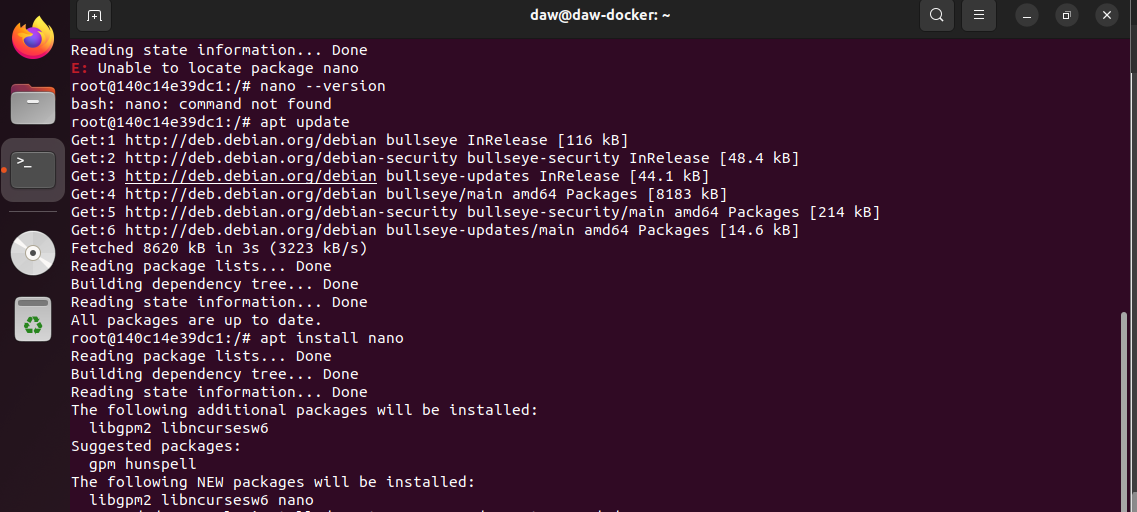 daw@daw-docker: ~
Reading state information... Done
E: Unable to locate package nano
root@140c14e39dc1:/# nano --version
bash: nano: command not found
root@140c14e39dc1:/# apt update
Get:1 http://deb.debian.org/debian bullseye InRelease [116 kB]
Get:2 http://deb.debian.org/debian-security bullseye-security InRelease [48.4 kB]
Get:3 http://deb.debian.org/debian bullseye-updates InRelease [44.1 kB]
Get:4 http://deb.debian.org/debian bullseye/main amd64 Packages [8183 kB]
Get:5 http://deb.debian.org/debian-security bullseye-security/main amd64 Packages [214 kB]
Get:6 http://deb.debian.org/debian bullseye-updates/main amd64 Packages [14.6 kB]
Fetched 8620 kB in 3s (3223 kB/s)
Reading package lists... Done
Building dependency tree... Done
Reading state information... Done
All packages are up to date.
root@140c14e39dc1:/# apt install nano
Reading package lists... Done
Building dependency tree... Done
Reading state information... Done
The following additional packages will be installed:
  libgpm2 libncursesw6
Suggested packages:
  gpm hunspell
The following NEW packages will be installed:
  libgpm2 libncursesw6 nano